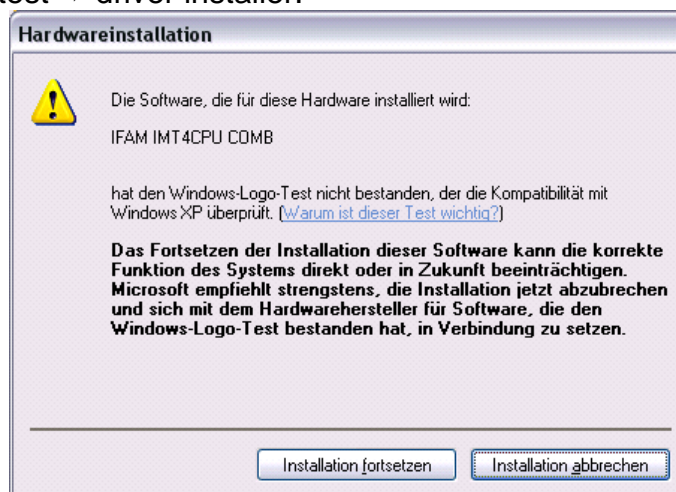 driver installer.
Hardwareinstallation
Die Software, die für diese Hardware installiert wird:
IFAM IMT4CPU COMB
hat den Windows-Logo-Test nicht bestanden, der die Kompatibilität mit
Windows XP überprüft. (Warum ist dieser Test wichtig?)
Das Fortsetzen der Installation dieser Software kann die korrekte
Funktion des Systems direkt oder in Zukunft beeinträchtigen.
Microsoft empfiehlt strengstens, die Installation jetzt abzubrechen
und sich mit dem Hardwarehersteller für Software, die den
Windows-Logo-Test bestanden hat, in Verbindung zu setzen.
Installation fortsetzen Installation abbrechen